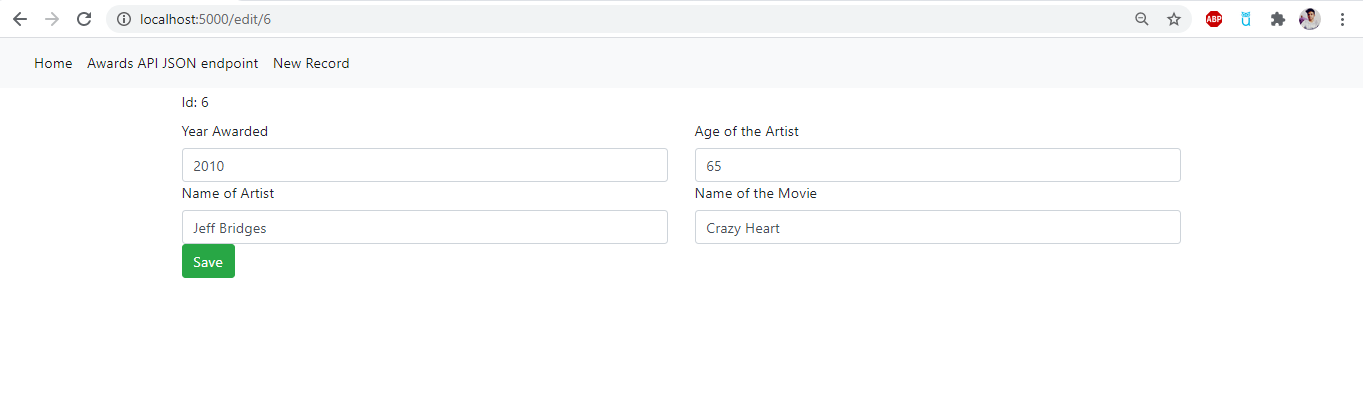 localhost:5000/edit/6
ABP
Home Awards API JSON endpoint New Record
Id: 6
Year Awarded Age of the Artist
2010 65
Name of Artist Name of the Movie
Jeff Bridges Crazy Heart
Save